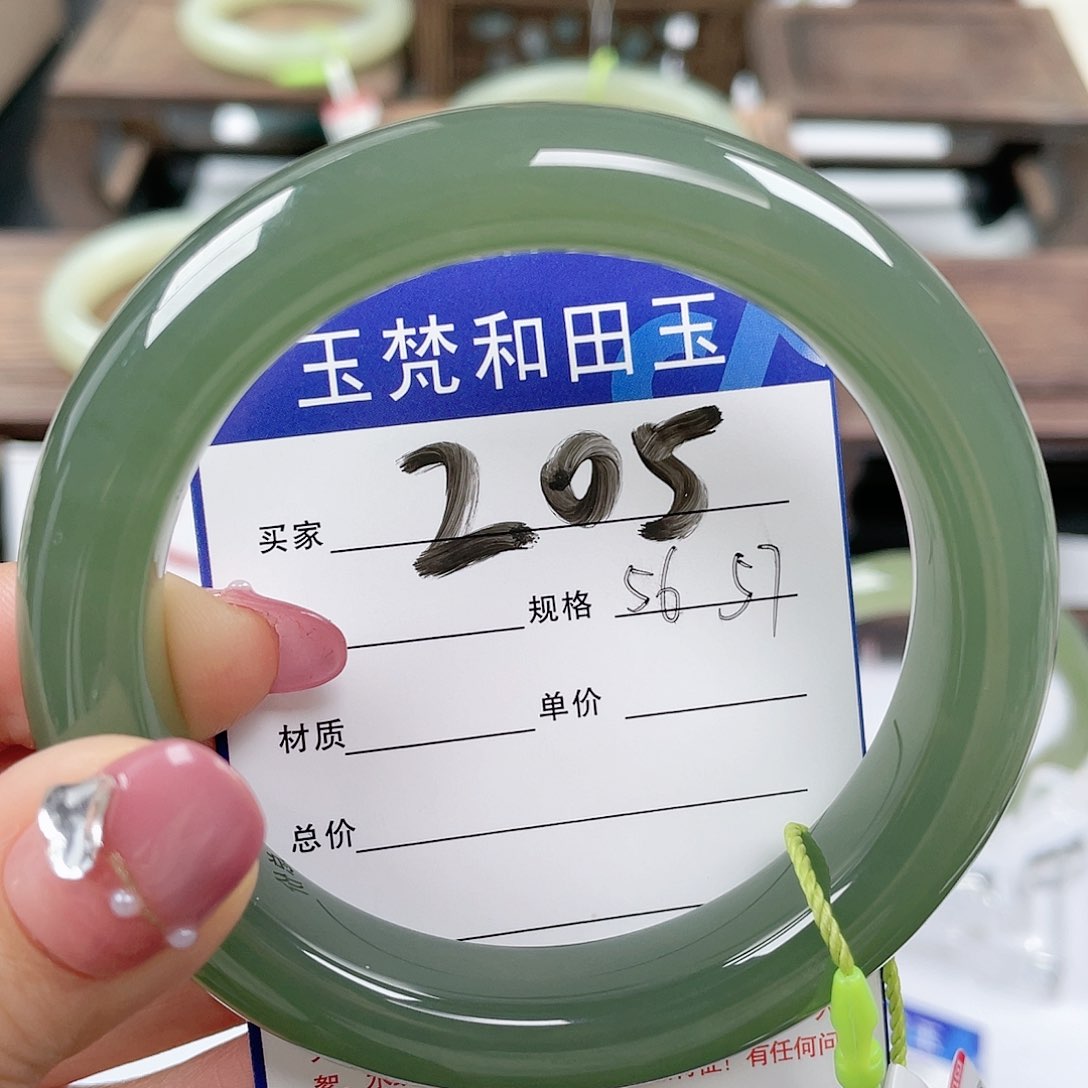 玉梵和田玉
买家 205
规格 56 57
材质 单价
总价
有任何问
絮